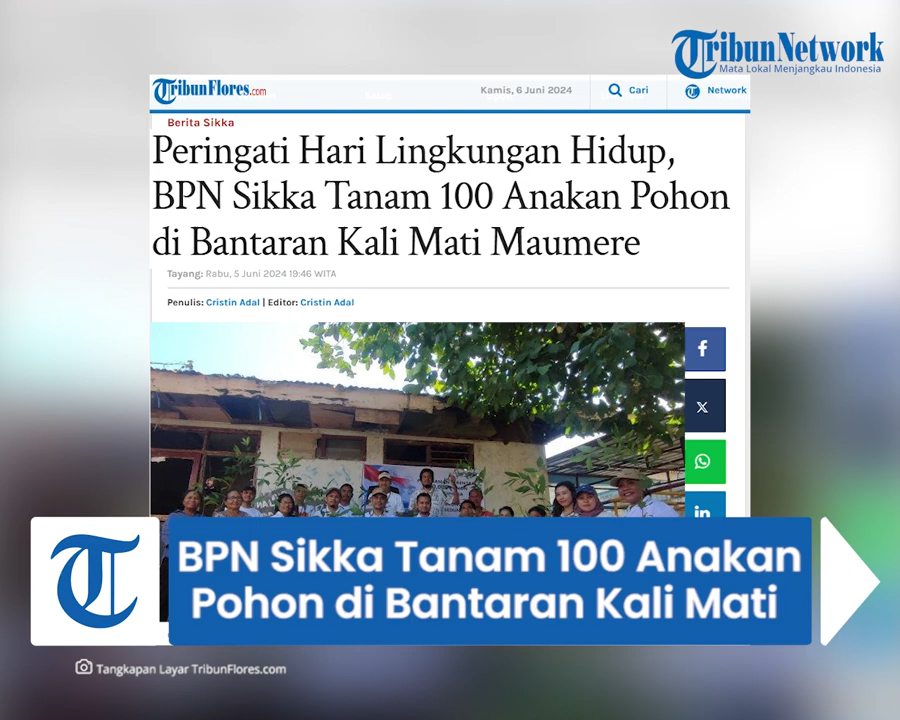 TribunNetwork
Mata Lokal Menjangkau Indonesia
TribunFlores.com
Kamis, 6 Juni 2024
Cari
Network
Berita Sikka
Peringati Hari Lingkungan Hidup,
BPN Sikka Tanam 100 Anakan Pohon
di Bantaran Kali Mati Maumere
Tayang: Rabu, 5 Juni 2024 19:46 WITA
Penulis: Cristin Adal | Editor: Cristin Adal
f
X
in
T
BPN Sikka Tanam 100 Anakan
Pohon di Bantaran Kali Mati
Tangkapan Layar TribunFlores.com